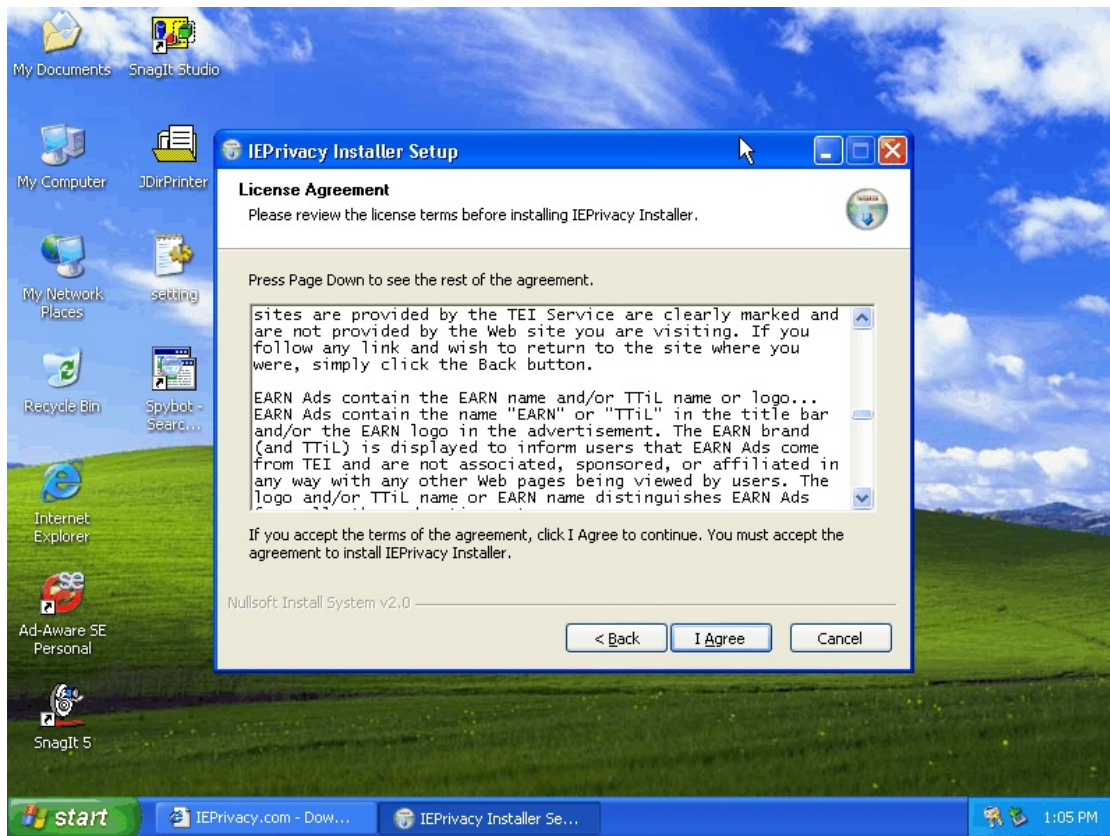 My Documents
SnagIt Studio
My Computer
JDirPrinter
My Network
Places
setting
Recycle Bin
Spybot -
Searc...
Internet
Explorer
Ad-Aware SE
Personal
SnagIt 5
IEPrivacy Installer Setup
License Agreement
Please review the license terms before installing IEPrivacy Installer.
Press Page Down to see the rest of the agreement.
sites are provided by the TEI Service are clearly marked and
are not provided by the Web site you are visiting. If you
follow any link and wish to return to the site where you
were, simply click the Back button.
EARN Ads contain the EARN name and/or TTiL name or logo...
EARN Ads contain the name "EARN" or "TTiL" in the title bar
and/or the EARN logo in the advertisement. The EARN brand
(and TTiL) is displayed to inform users that EARN Ads come
from TEI and are not associated, sponsored, or affiliated in
any way with any other Web pages being viewed by users. The
logo and/or TTiL name or EARN name distinguishes EARN Ads
If you accept the terms of the agreement, click I Agree to continue. You must accept the
agreement to install IEPrivacy Installer.
Nullsoft Install System v2.0
< Back
I Agree
Cancel
start
IEPrivacy.com - Dow...
IEPrivacy Installer Se...
1:05 PM